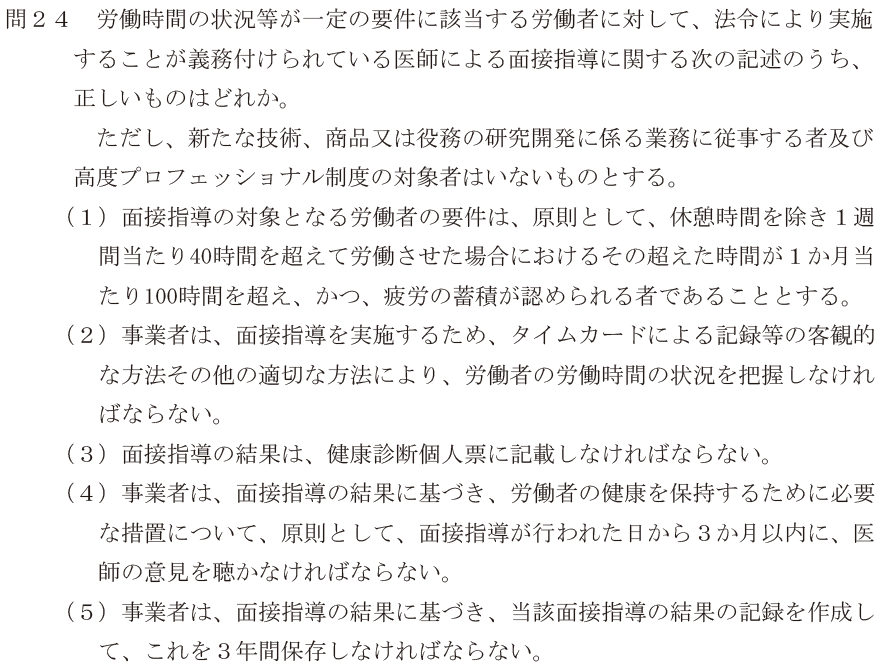 問２４　労働時間の状況等が一定の要件に該当する労働者に対して、法令により実施
することが義務付けられている医師による面接指導に関する次の記述のうち、
正しいものはどれか。
ただし、新たな技術、商品又は役務の研究開発に係る業務に従事する者及び
高度プロフェッショナル制度の対象者はいないものとする。
（１）面接指導の対象となる労働者の要件は、原則として、休憩時間を除き１週
間当たり40時間を超えて労働させた場合におけるその超えた時間が１か月当
たり100時間を超え、かつ、疲労の蓄積が認められる者であることとする。
（２）事業者は、面接指導を実施するため、タイムカードによる記録等の客観的
な方法その他の適切な方法により、労働者の労働時間の状況を把握しなけれ
ばならない。
（３）面接指導の結果は、健康診断個人票に記載しなければならない。
（４）事業者は、面接指導の結果に基づき、労働者の健康を保持するために必要
な措置について、原則として、面接指導が行われた日から３か月以内に、医
師の意見を聴かなければならない。
（５）事業者は、面接指導の結果に基づき、当該面接指導の結果の記録を作成し
て、これを３年間保存しなければならない。